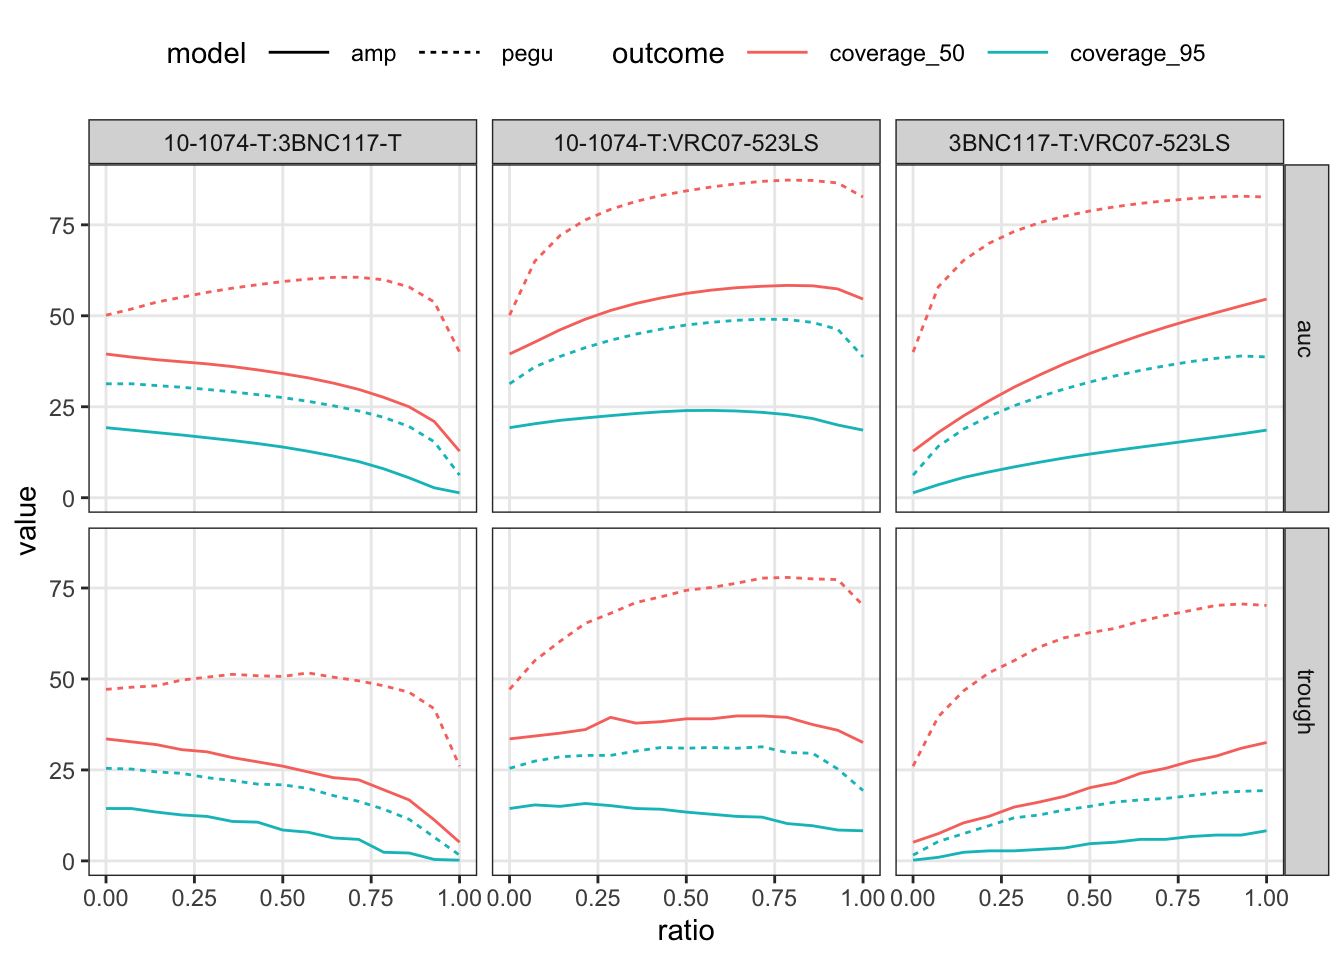 model amp pegu outcome coverage_50 coverage_95
10-1074-T:3BNC117-T 10-1074-T:VRC07-523LS 3BNC117-T:VRC07-523LS
75
50
25
0
auc
value
75
50
25
0
trough
0.00 0.25 0.50 0.75 1.00 0.00 0.25 0.50 0.75 1.00 0.00 0.25 0.50 0.75 1.00
ratio